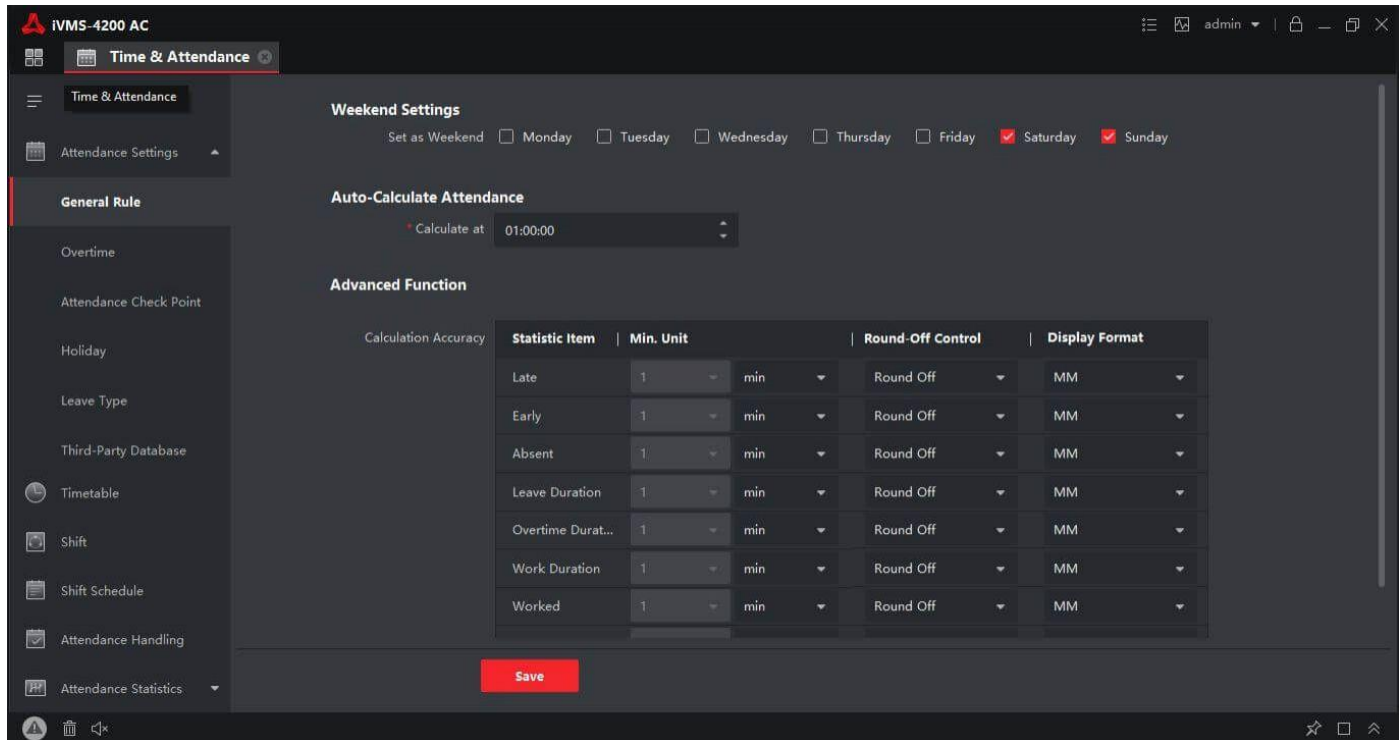 iVMS-4200 AC
admin
Time & Attendance
Time & Attendance
Attendance Settings
General Rule
Overtime
Attendance Check Point
Holiday
Leave Type
Third-Party Database
Timetable
Shift
Shift Schedule
Attendance Handling
Attendance Statistics
Weekend Settings
Set as Weekend Monday Tuesday Wednesday Thursday Friday Saturday Sunday
Auto-Calculate Attendance
* Calculate at 01:00:00
Advanced Function
Calculation Accuracy
Statistic Item | Min. Unit | Round-Off Control | Display Format
Late 1 min Round Off MM
Early 1 min Round Off MM
Absent 1 min Round Off MM
Leave Duration 1 min Round Off MM
Overtime Durat... 1 min Round Off MM
Work Duration 1 min Round Off MM
Worked 1 min Round Off MM
Save